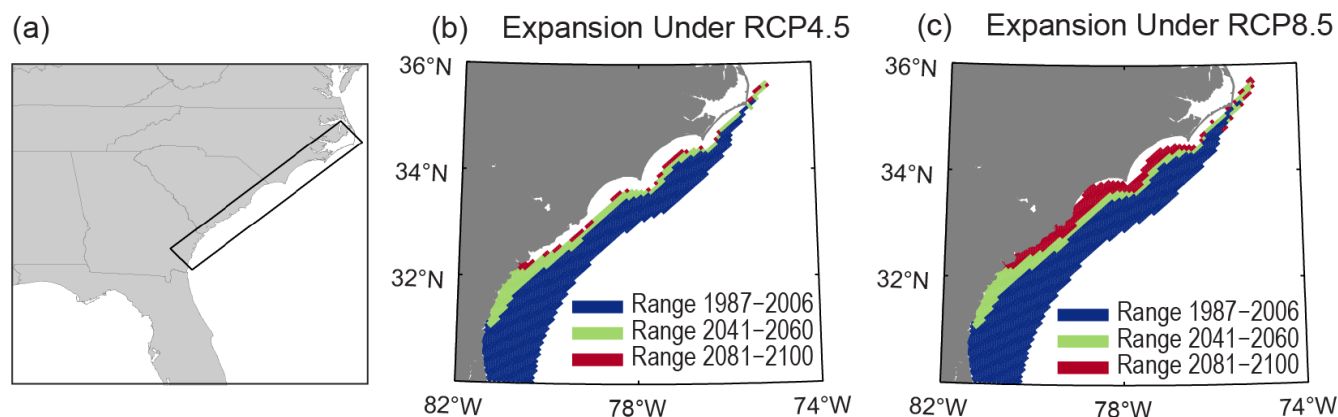 (a)
(b) Expansion Under RCP4.5
(c) Expansion Under RCP8.5
36°N
34°N
32°N
82°W
78°W
74°W
Range 1987–2006
Range 2041–2060
Range 2081–2100
36°N
34°N
32°N
82°W
78°W
74°W
Range 1987–2006
Range 2041–2060
Range 2081–2100